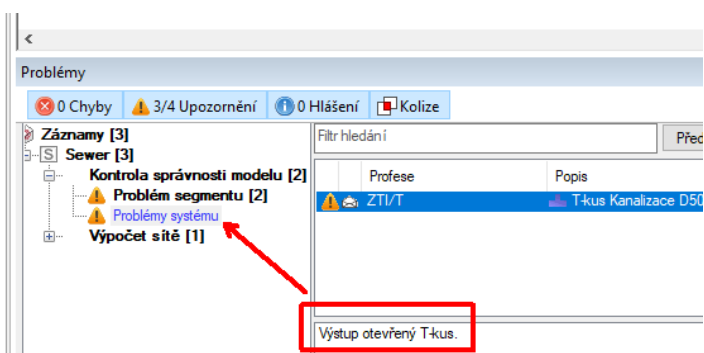 <
Problémy
0 Chyby 3/4 Upozornění 0 Hlášení Kolize
Záznamy [3]
S Sewer [3]
Kontrola správnosti modelu [2]
Problém segmentu [2]
Problémy systému
Výpočet sítě [1]
Filtr hledání Před
Profese Popis
ZTI/T T-kus Kanalizace D50
Výstup otevřený T-kus.